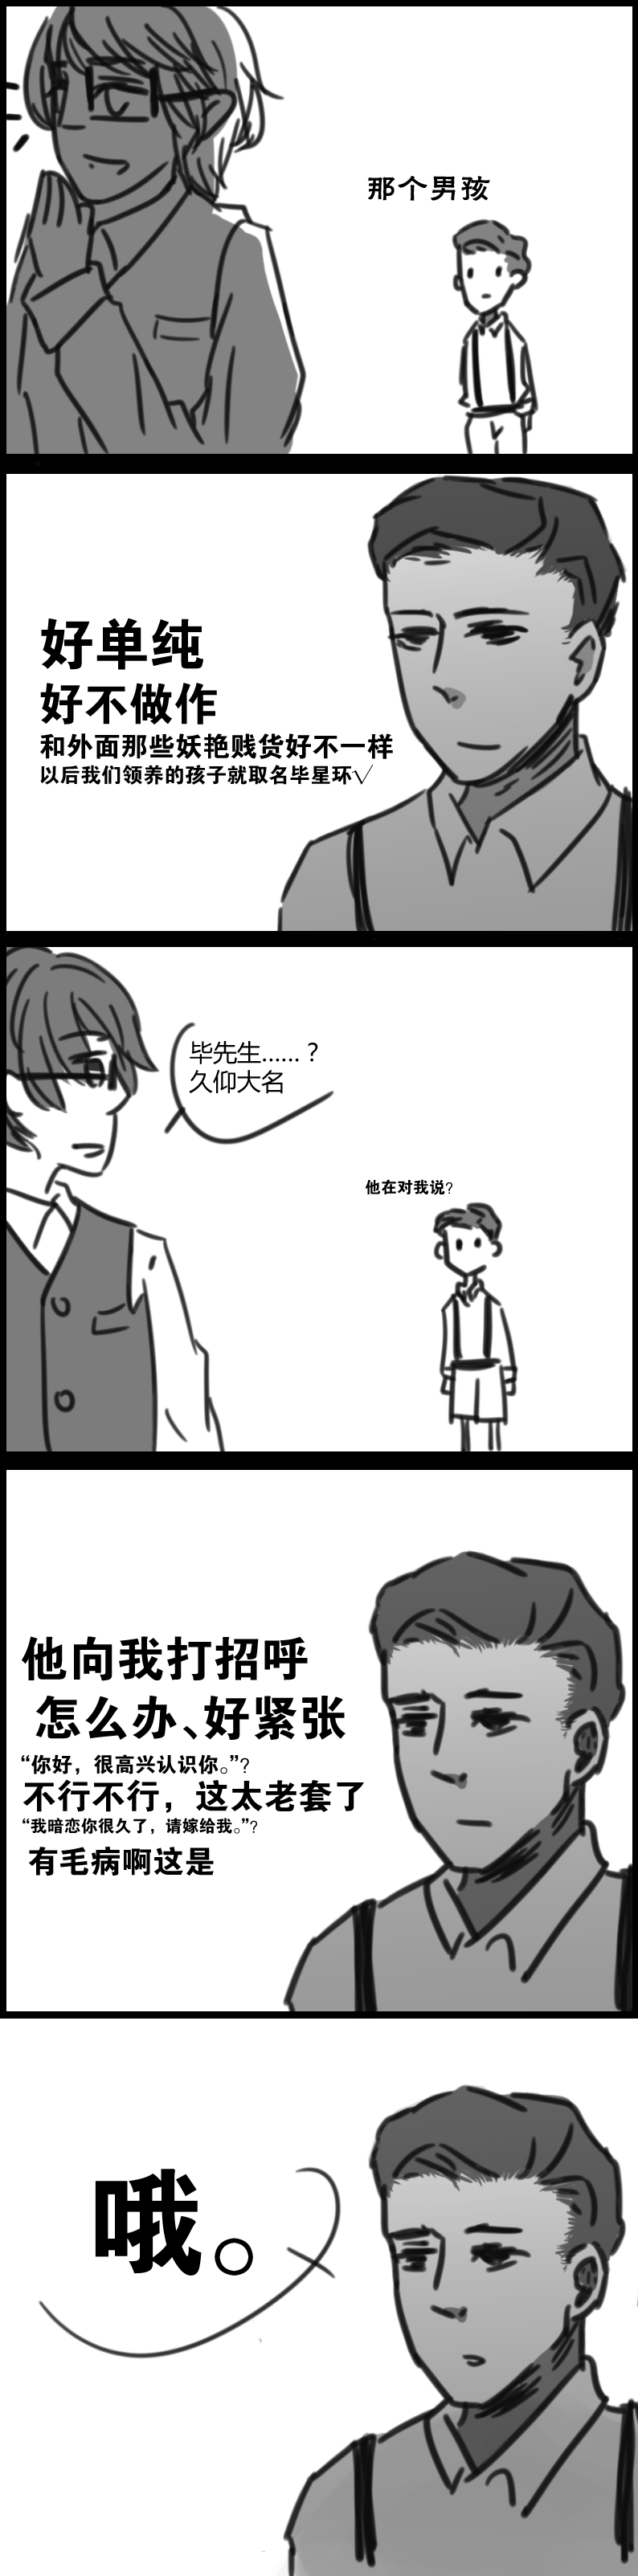 那个男孩
好单纯
好不做作
和外面那些妖艳贱货好不一样
以后我们领养的孩子就取名毕星环√
毕先生……？
久仰大名
他在对我说?
他向我打招呼
怎么办、好紧张
“你好，很高兴认识你。”?
不行不行，这太老套了
“我暗恋你很久了，请嫁给我。”?
有毛病啊这是
哦。